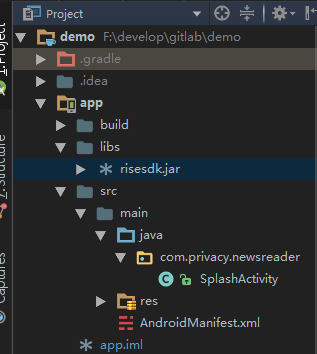 Project
demo F:\develop\gitlab\demo
.gradle
.idea
app
build
libs
risesdk.jar
src
main
java
com.privacy.newsreader
SplashActivity
res
AndroidManifest.xml
app.iml
1: Project
7: Structure
Captures